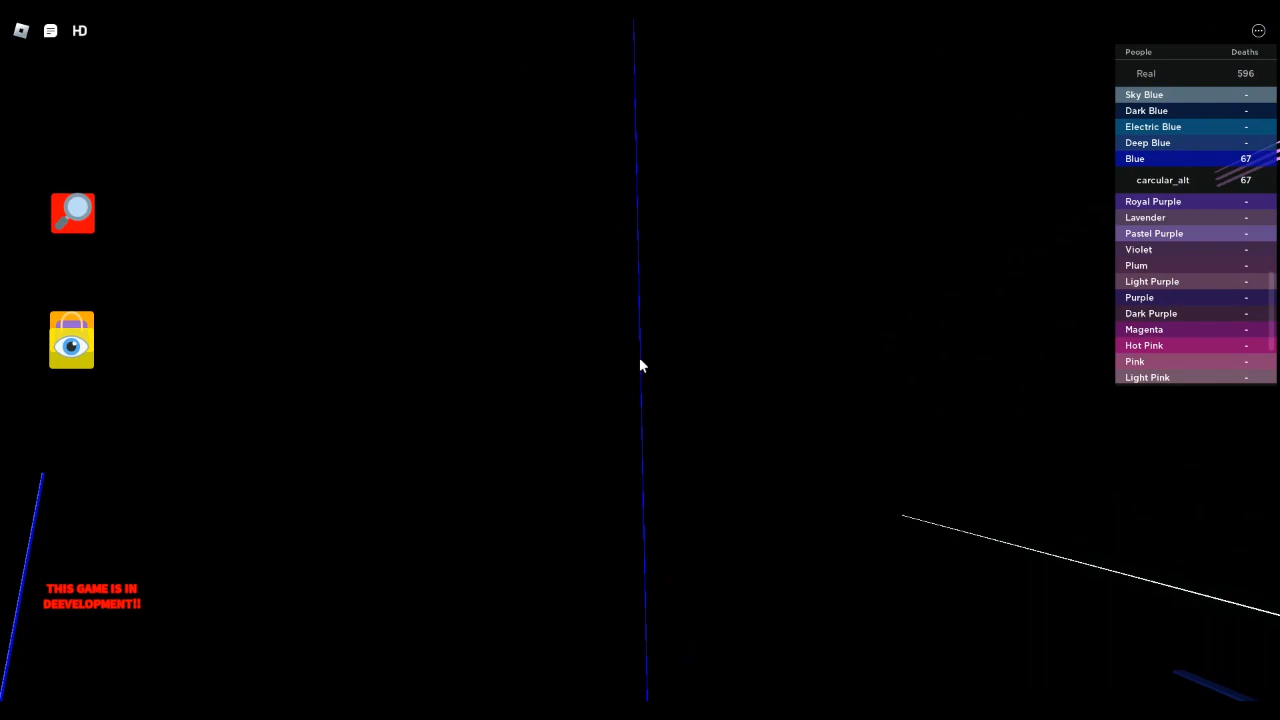 HD
People Deaths
Real 596
Sky Blue -
Dark Blue -
Electric Blue -
Deep Blue -
Blue 67
carcular_alt 67
Royal Purple -
Lavender -
Pastel Purple -
Violet -
Plum -
Light Purple -
Purple -
Dark Purple -
Magenta -
Hot Pink -
Pink -
Light Pink -
THIS GAME IS IN
DEEVELOPMENT!!